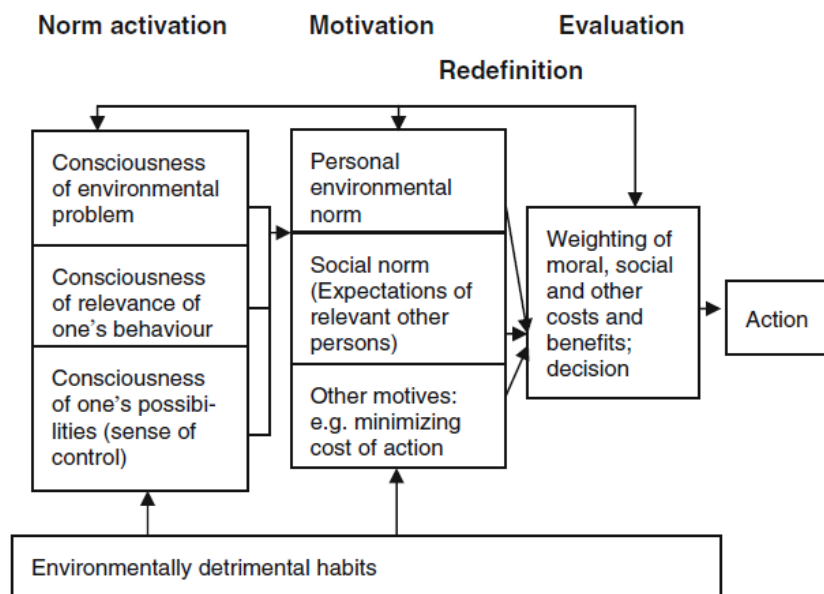 Norm activation
Motivation
Evaluation
Redefinition
Consciousness
of environmental
problem
Consciousness
of relevance of
one's behaviour
Consciousness
of one's possibi-
lities (sense of
control)
Personal
environmental
norm
Social norm
(Expectations of
relevant other
persons)
Other motives:
e.g. minimizing
cost of action
Weighting of
moral, social
and other
costs and
benefits;
decision
Action
Environmentally detrimental habits